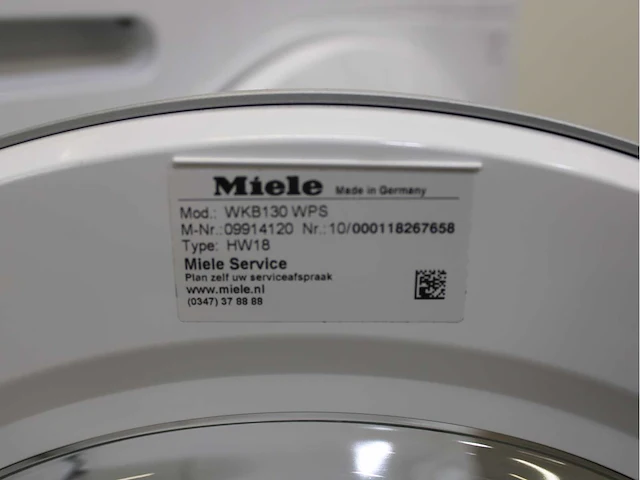 Miele Made in Germany
Mod.: WKB130 WPS
M-Nr.:09914120 Nr.:10/000118267658
Type: HW18
Miele Service
Plan zelf uw serviceafspraak
www.miele.nl
(0347) 37 88 88